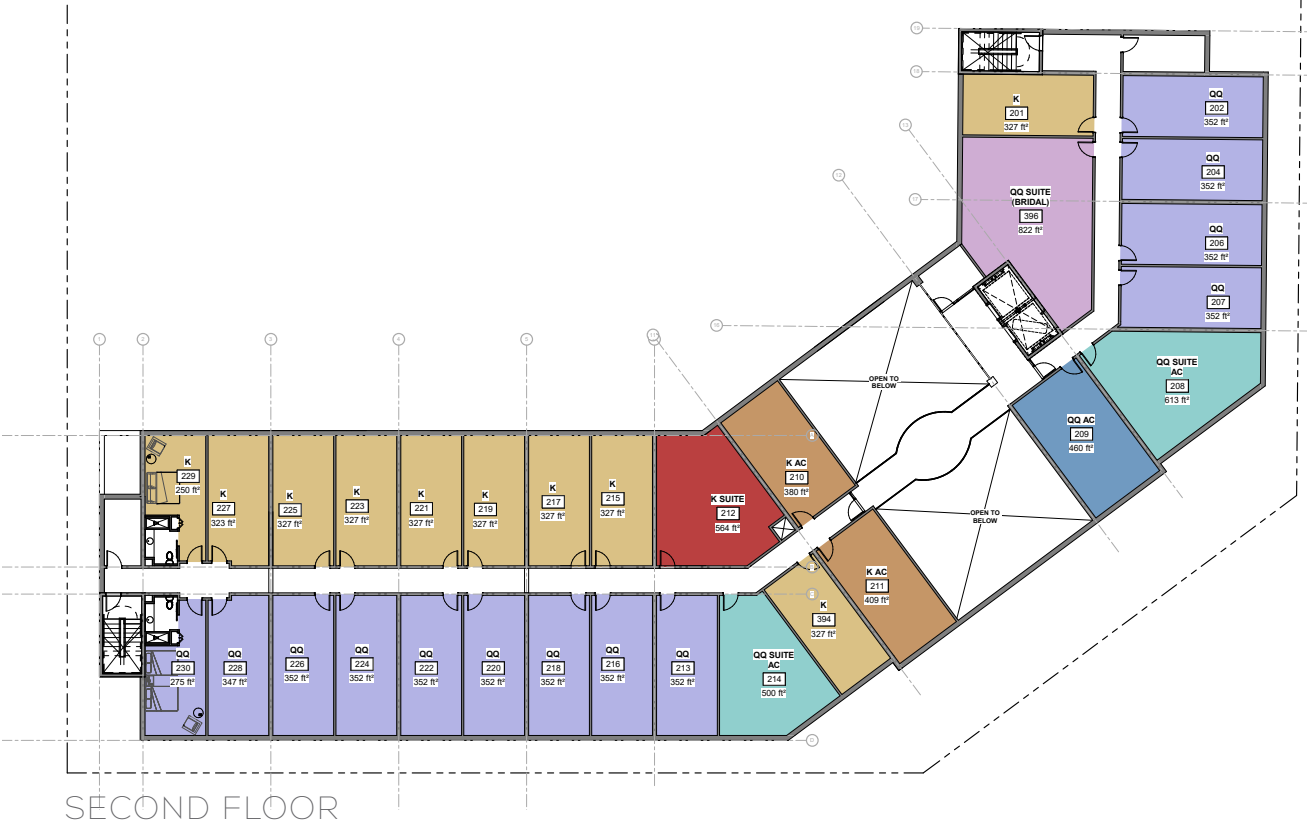 K
201
327 ft²
QQ
202
352 ft²
QQ
204
352 ft²
QQ SUITE
(BRIDAL)
396
822 ft²
QQ
206
352 ft²
QQ
207
352 ft²
QQ SUITE
AC
208
613 ft²
OPEN TO
BELOW
QQ AC
209
460 ft²
K AC
210
380 ft²
OPEN TO
BELOW
K AC
211
409 ft²
K
394
327 ft²
K
229
250 ft²
K
227
323 ft²
K
225
327 ft²
K
223
327 ft²
K
221
327 ft²
K
219
327 ft²
K
217
327 ft²
K
215
327 ft²
K SUITE
212
564 ft²
QQ
230
275 ft²
QQ
228
347 ft²
QQ
226
352 ft²
QQ
224
352 ft²
QQ
222
352 ft²
QQ
220
352 ft²
QQ
218
352 ft²
QQ
216
352 ft²
QQ
213
352 ft²
QQ SUITE
AC
214
500 ft²
SECOND FLOOR